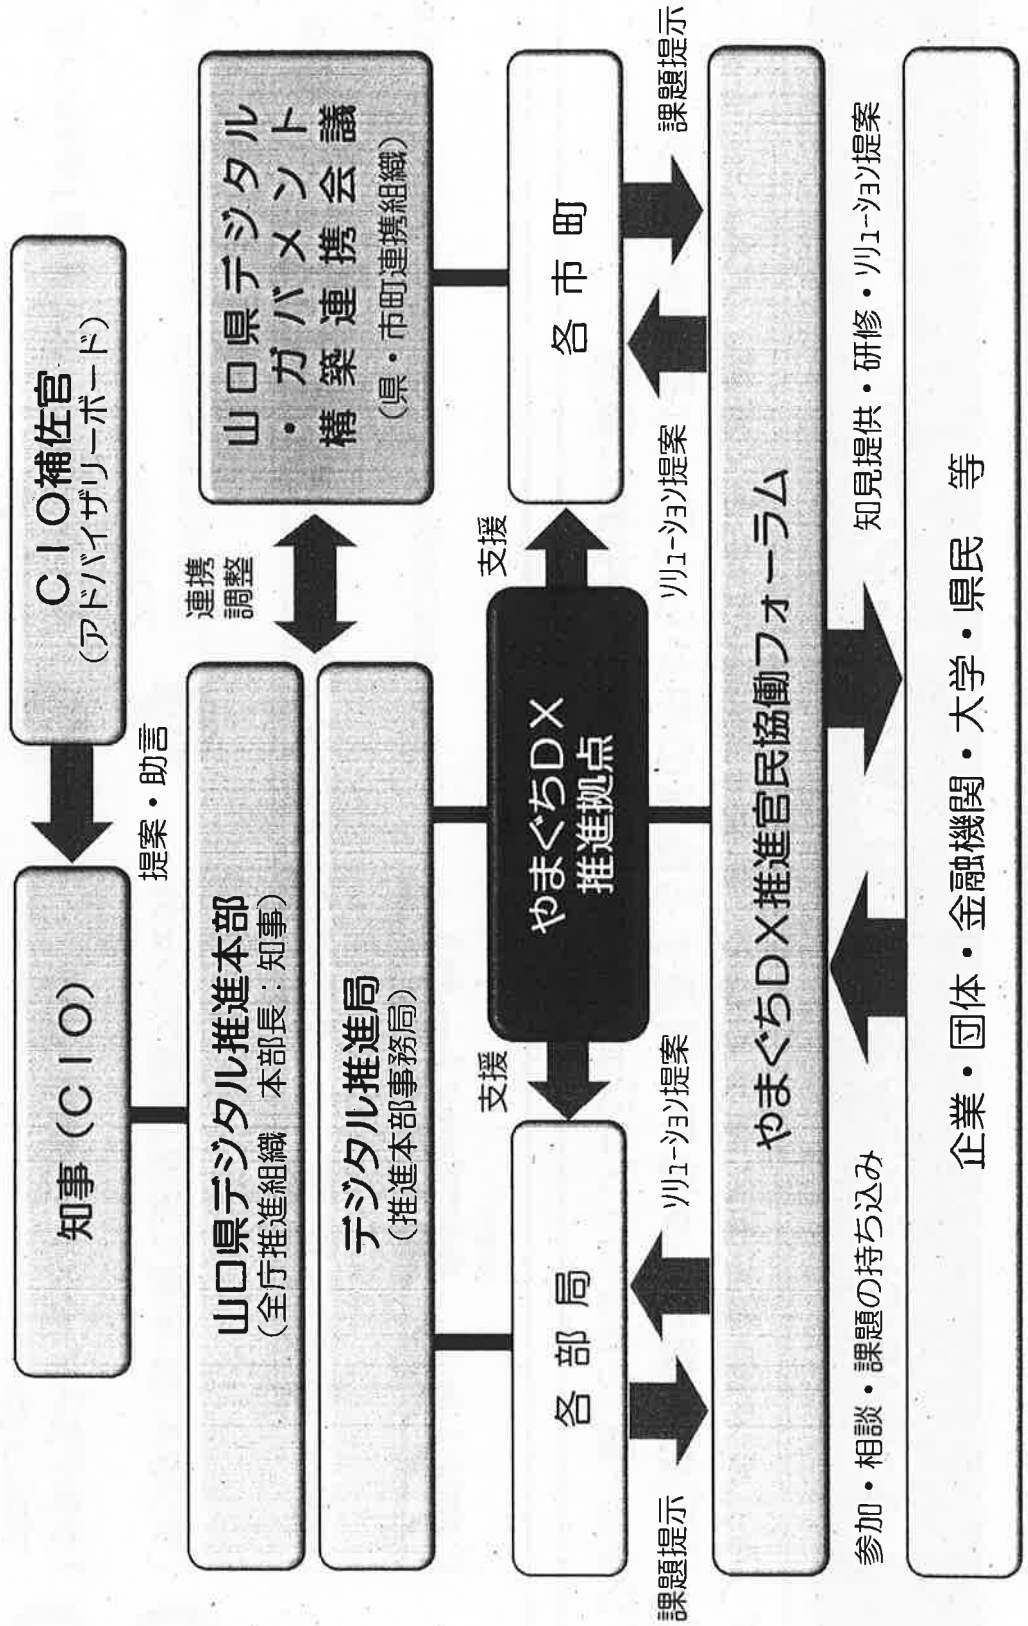 知事(CIO)
CIO補佐官
(アドバイザリーボード)
提案・助言
山口県デジタル推進本部
(全庁推進組織 本部長:知事)
デジタル推進局
(推進本部事務局)
連携
調整
山口県デジタル
・ガバメント
構築連携会議
(県・市町連携組織)
各部局
支援
やまぐちDX
推進拠点
支援
各市町
課題提示
ソリューション提案
ソリューション提案
課題提示
やまぐちDX推進官民協働フォーラム
参加・相談・課題の持ち込み
知見提供・研修・ソリューション提案
企業・団体・金融機関・大学・県民 等